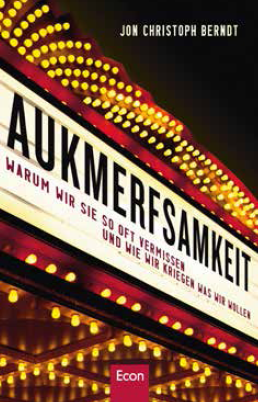 JON CHRISTOPH BERNDT
AUKMERFSAMKEIT
WARUM WIR SIE SO OFT VERMISSEN
UND WIE WIR KRIEGEN WAS WIR WOLLEN
Econ